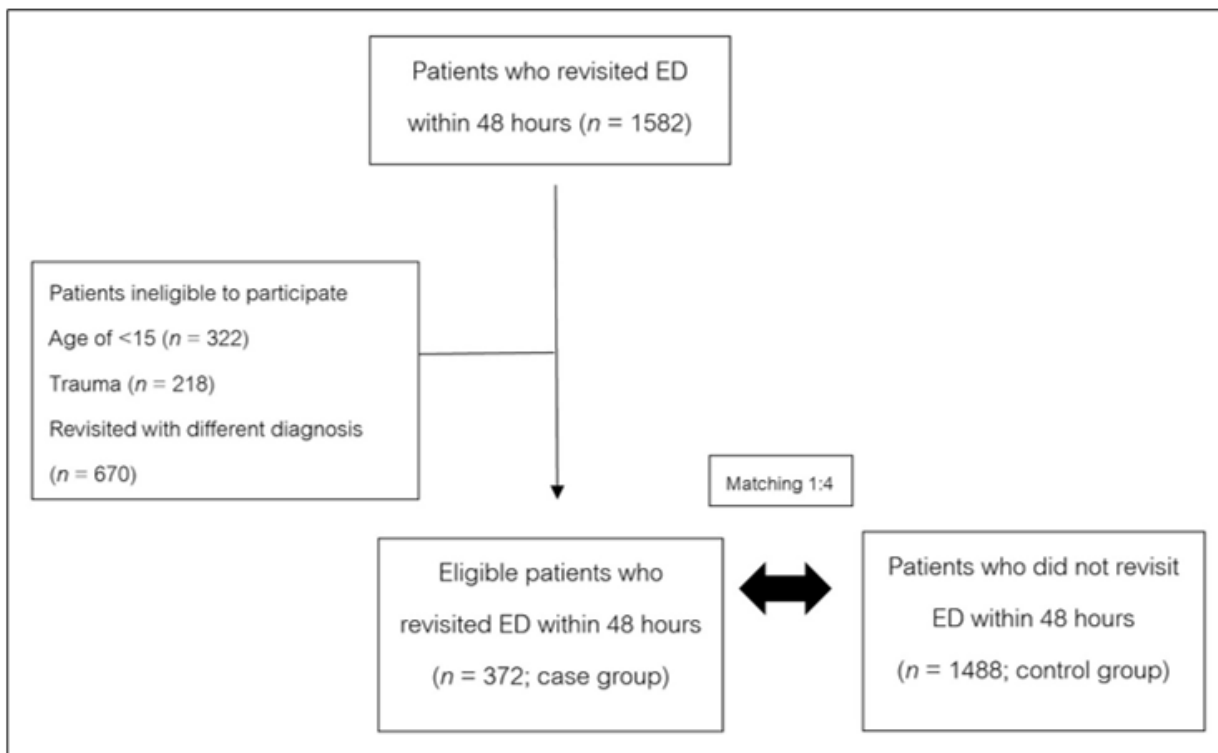 Patients who revisited ED
within 48 hours (n = 1582)
Patients ineligible to participate
Age of <15 (n = 322)
Trauma (n = 218)
Revisited with different diagnosis
(n = 670)
Matching 1:4
Eligible patients who
revisited ED within 48 hours
(n = 372; case group)
Patients who did not revisit
ED within 48 hours
(n = 1488; control group)